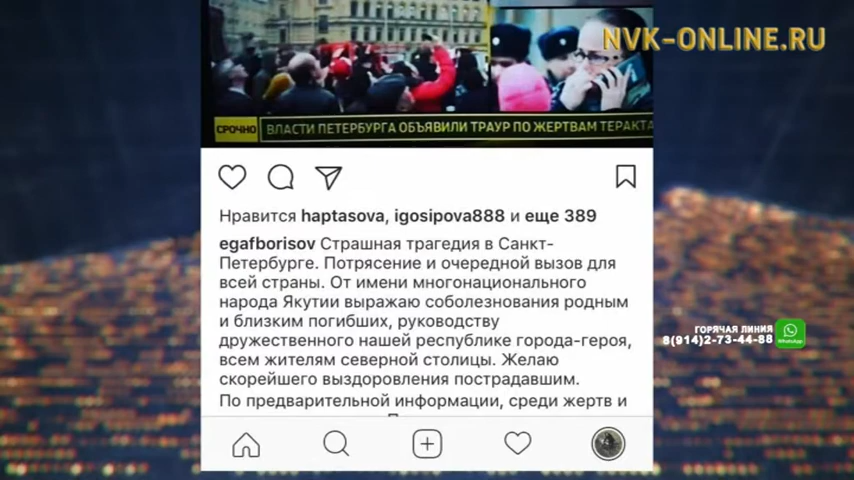 NVK-ONLINE.RU
СРОЧНО ВЛАСТИ ПЕТЕРБУРГА ОБЪЯВИЛИ ТРАУР ПО ЖЕРТВАМ ТЕРАКТА
Нравится haptasova, igosipova888 и еще 389
egafborisov Страшная трагедия в Санкт-
Петербурге. Потрясение и очередной вызов для
всей страны. От имени многонационального
народа Якутии выражаю соболезнования родным
и близким погибших, руководству
дружественного нашей республике города-героя,
всем жителям северной столицы. Желаю
скорейшего выздоровления пострадавшим.
По предварительной информации, среди жертв и
ГОРЯЧАЯ ЛИНИЯ
8(914)2-73-44-88
WhatsApp